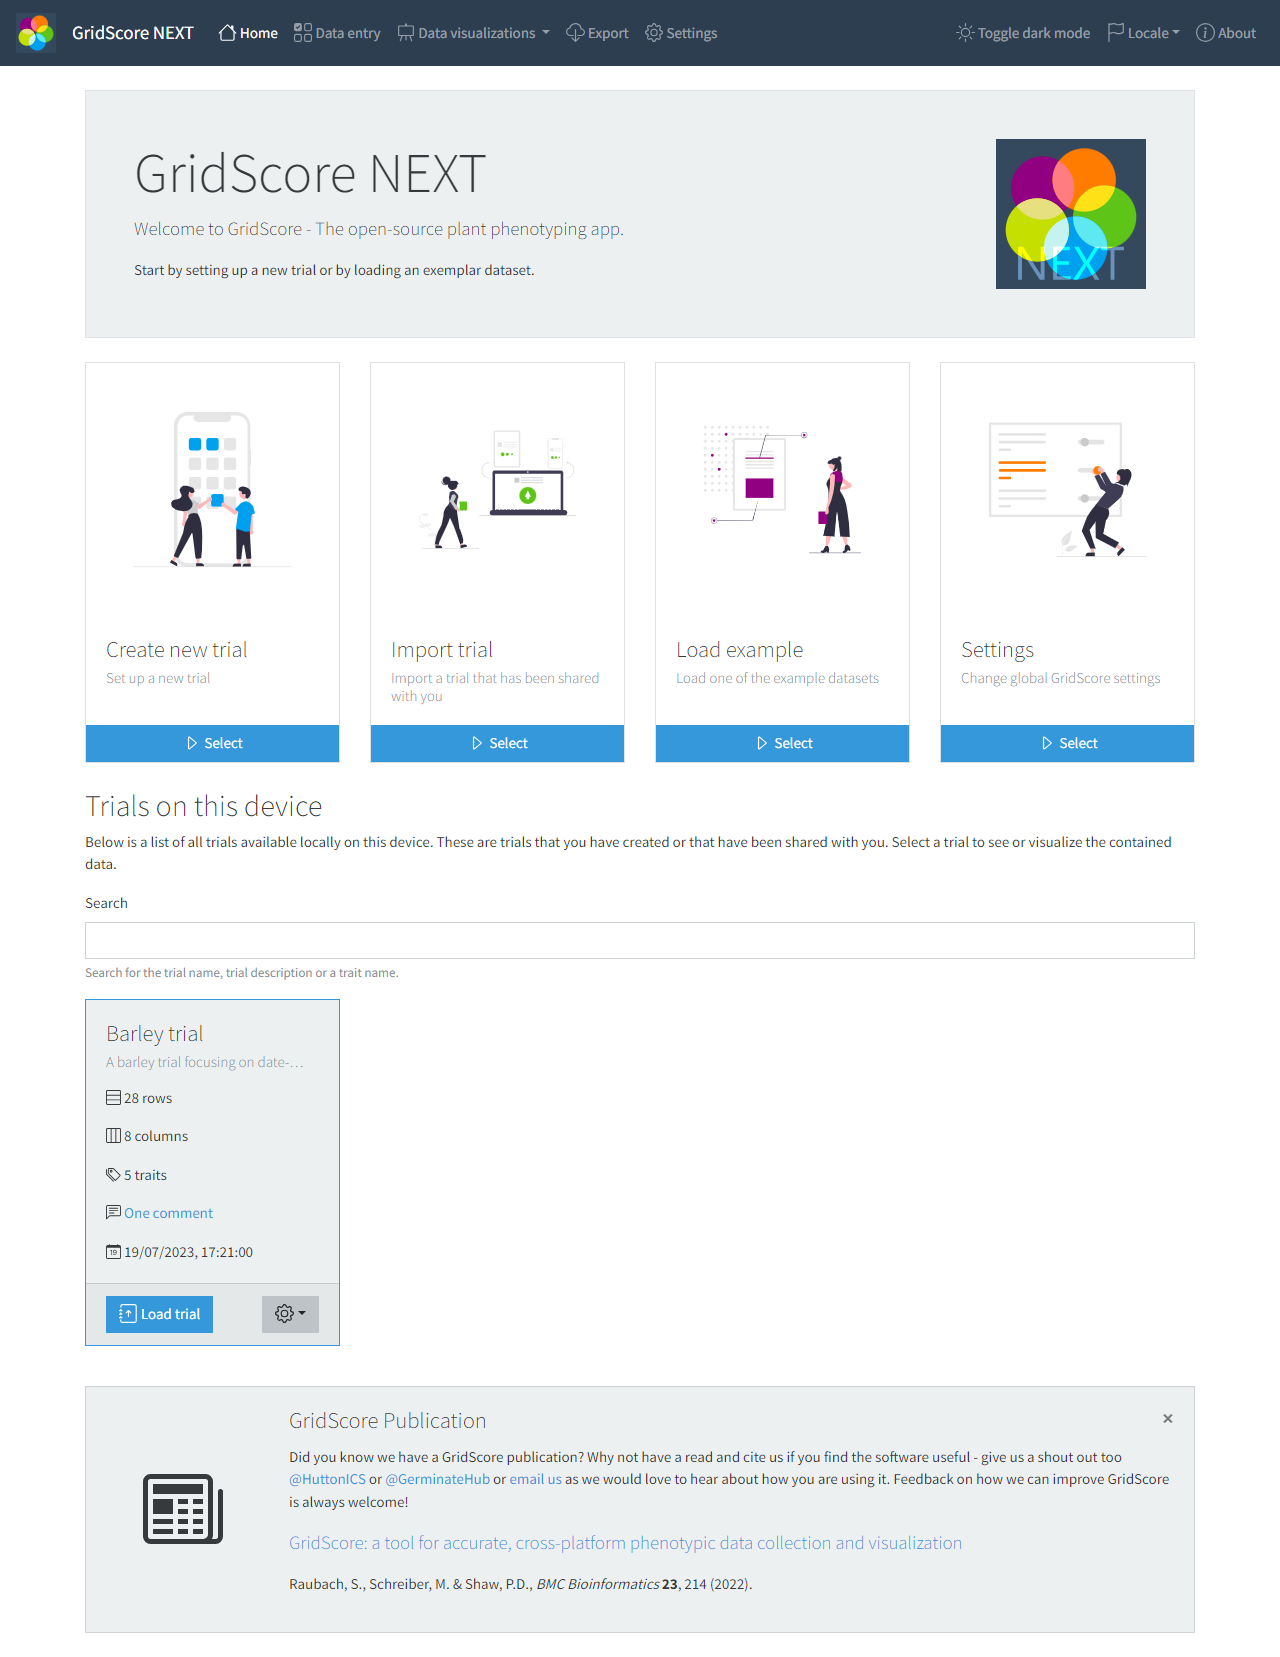 GridScore NEXT Home Data entry Data visualizations Export Settings Toggle dark mode Locale About
GridScore NEXT
Welcome to GridScore - The open-source plant phenotyping app.
Start by setting up a new trial or by loading an exemplar dataset.
NEXT
Create new trial
Set up a new trial
Select
Import trial
Import a trial that has been shared
with you
Select
Load example
Load one of the example datasets
Select
Settings
Change global GridScore settings
Select
Trials on this device
Below is a list of all trials available locally on this device. These are trials that you have created or that have been shared with you. Select a trial to see or visualize the contained
data.
Search
Search for the trial name, trial description or a trait name.
Barley trial
A barley trial focusing on date-…
28 rows
8 columns
5 traits
One comment
19/07/2023, 17:21:00
Load trial
GridScore Publication
×
Did you know we have a GridScore publication? Why not have a read and cite us if you find the software useful - give us a shout out too
@HuttonICS or @GerminateHub or email us as we would love to hear about how you are using it. Feedback on how we can improve GridScore
is always welcome!
GridScore: a tool for accurate, cross-platform phenotypic data collection and visualization
Raubach, S., Schreiber, M. & Shaw, P.D., BMC Bioinformatics 23, 214 (2022).